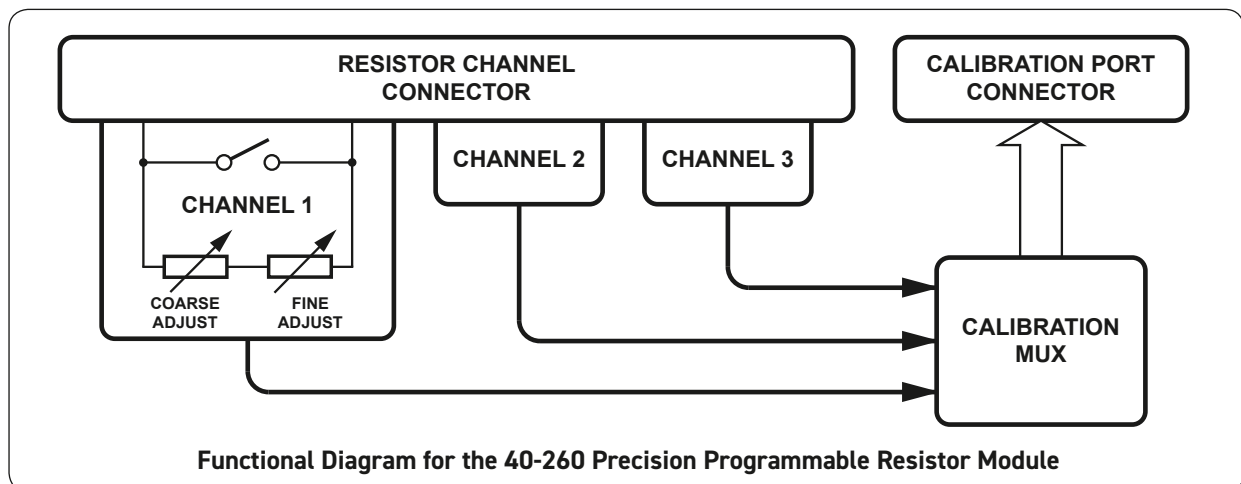 RESISTOR CHANNEL
CONNECTOR
CALIBRATION PORT
CONNECTOR
CHANNEL 1
COARSE
ADJUST
FINE
ADJUST
CHANNEL 2
CHANNEL 3
CALIBRATION
MUX
Functional Diagram for the 40-260 Precision Programmable Resistor Module